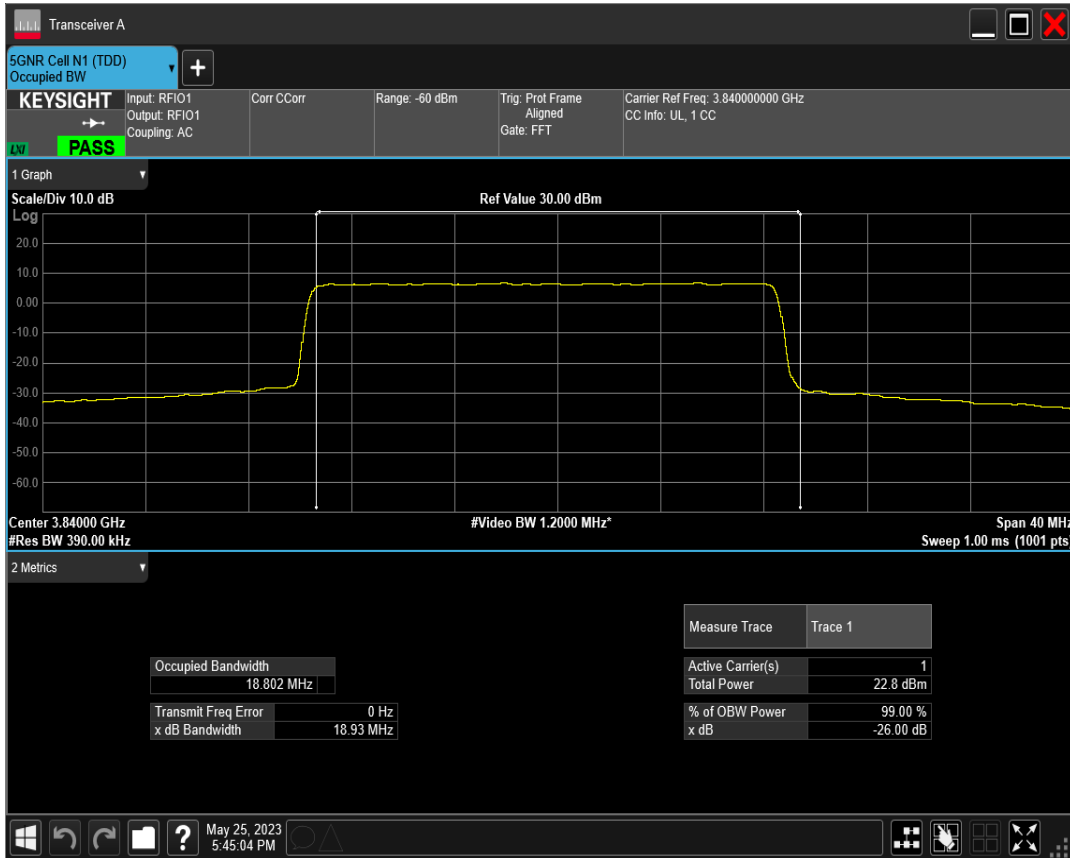 Transceiver A
5GNR Cell N1 (TDD)
Occupied BW
+
KEYSIGHT
LXI
PASS
Input: RFIO1
Output: RFIO1
Coupling: AC
Corr CCorr
Range: -60 dBm
Trig: Prot Frame
Aligned
Gate: FFT
Carrier Ref Freq: 3.840000000 GHz
CC Info: UL, 1 CC
1 Graph
Scale/Div 10.0 dB Ref Value 30.00 dBm
Log
20.0
10.0
0.00
-10.0
-20.0
-30.0
-40.0
-50.0
-60.0
Center 3.84000 GHz #Video BW 1.2000 MHz* Span 40 MHz
#Res BW 390.00 kHz Sweep 1.00 ms (1001 pts)
2 Metrics
Measure Trace Trace 1
Occupied Bandwidth
18.802 MHz
Transmit Freq Error 0 Hz
x dB Bandwidth 18.93 MHz
Active Carrier(s) 1
Total Power 22.8 dBm
% of OBW Power 99.00 %
x dB -26.00 dB
?
May 25, 2023
5:45:04 PM